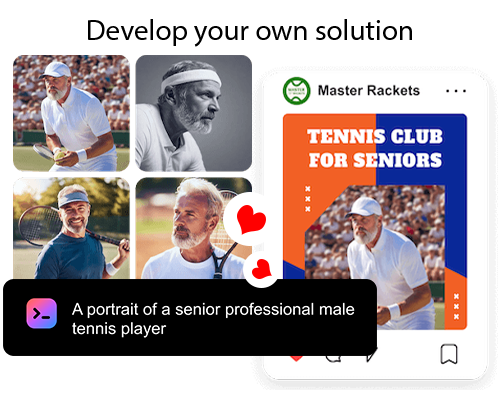 Develop your own solution
Master Rackets
TENNIS CLUB
FOR SENIORS
A portrait of a senior professional male
tennis player